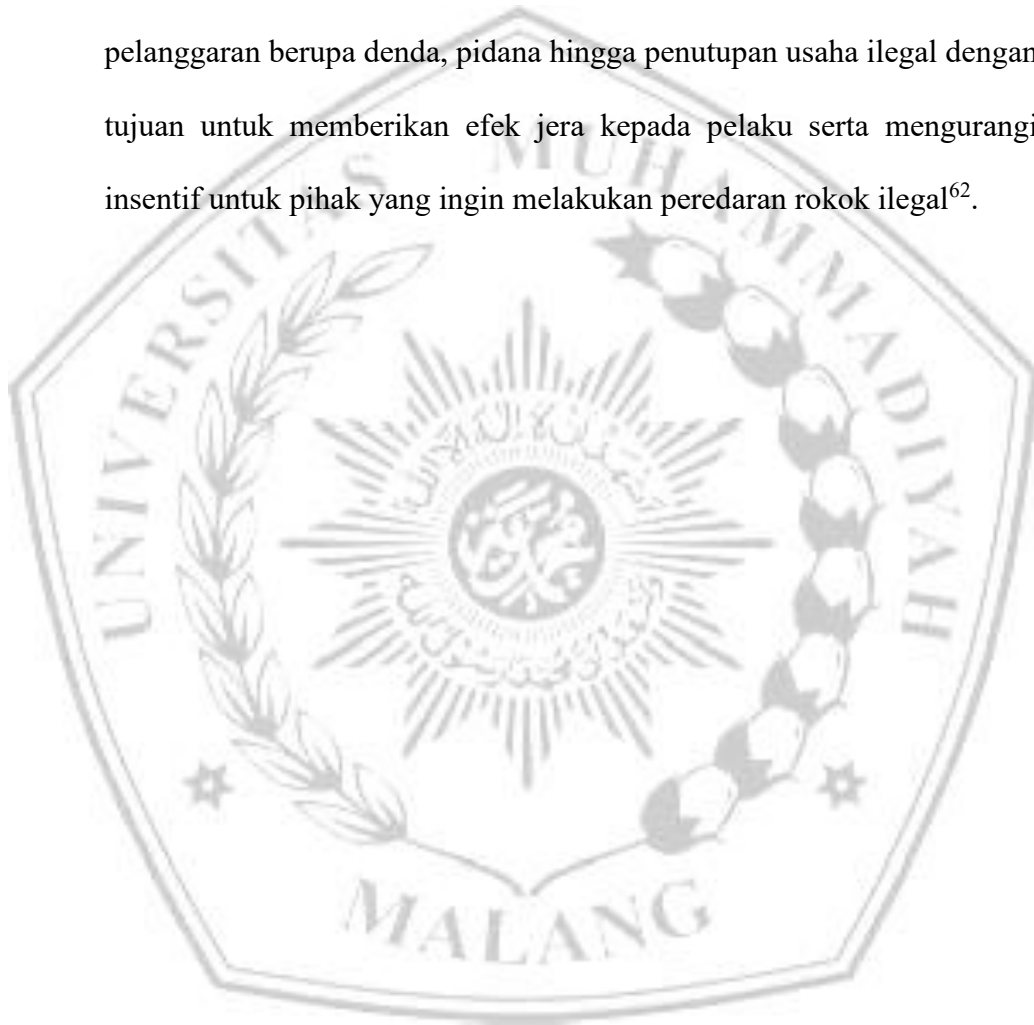 pelanggaran berupa denda, pidana hingga penutupan usaha ilegal dengan
tujuan untuk memberikan efek jera kepada pelaku serta mengurangi
insentif untuk pihak yang ingin melakukan peredaran rokok ilegal⁶².
UNIVERSITAS MUHAMMADIYAH
MALANG